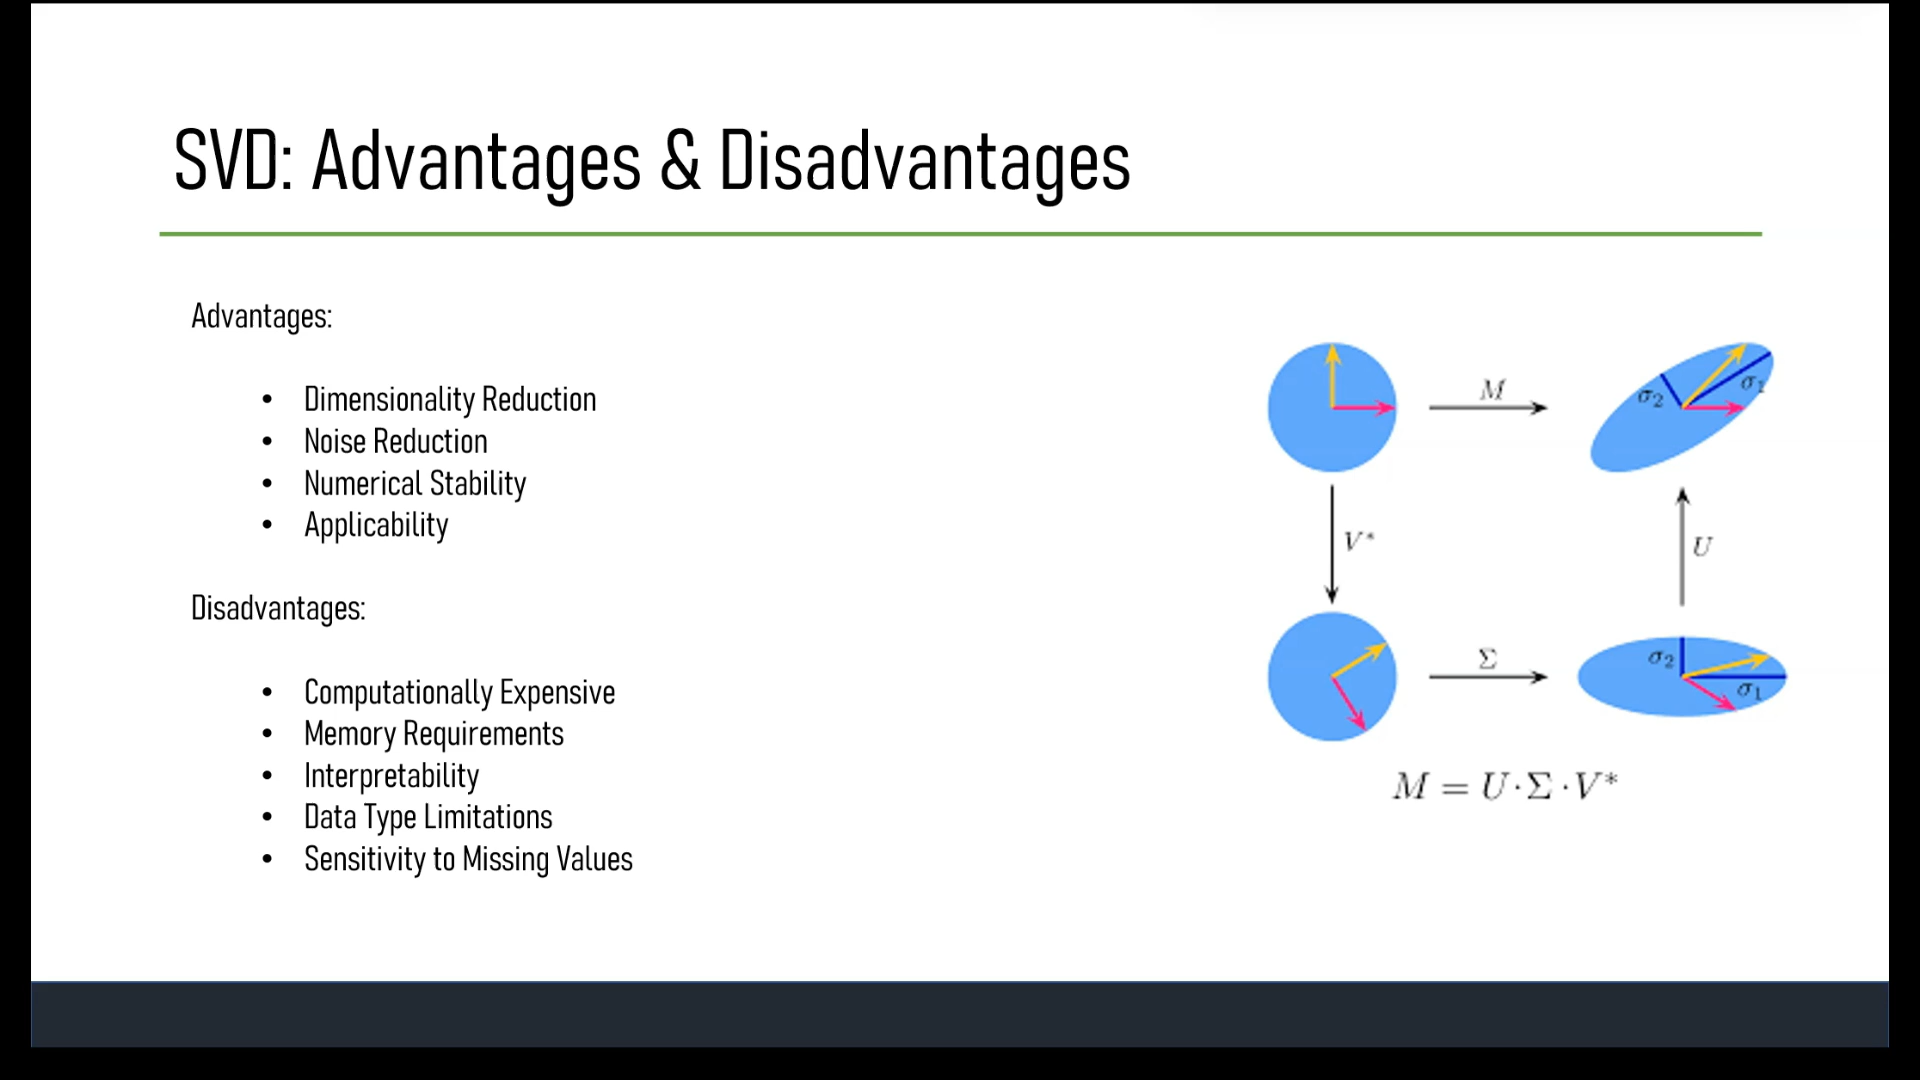 SVD: Advantages & Disadvantages
Advantages:
• Dimensionality Reduction
• Noise Reduction
• Numerical Stability
• Applicability
Disadvantages:
• Computationally Expensive
• Memory Requirements
• Interpretability
• Data Type Limitations
• Sensitivity to Missing Values
M
σ₂
σ₁
V*
U
Σ
σ₂
σ₁
M = U·Σ·V*